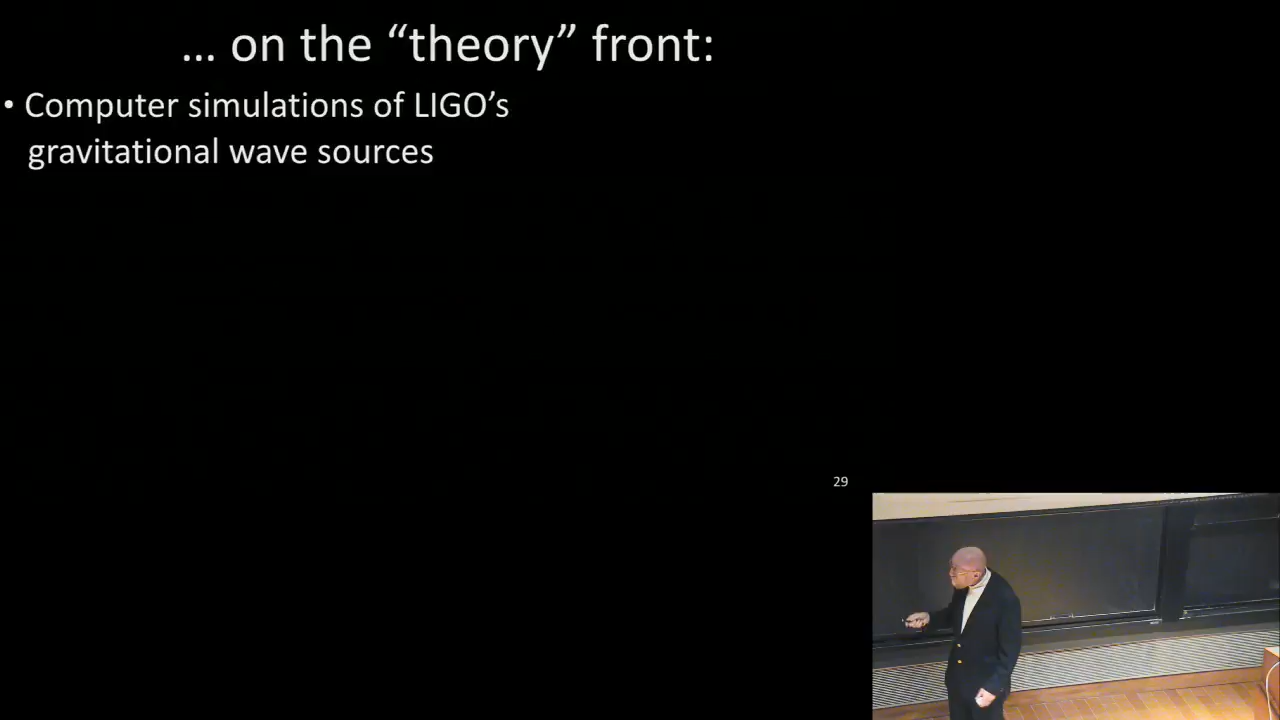 ... on the “theory” front:
• Computer simulations of LIGO’s
gravitational wave sources
29